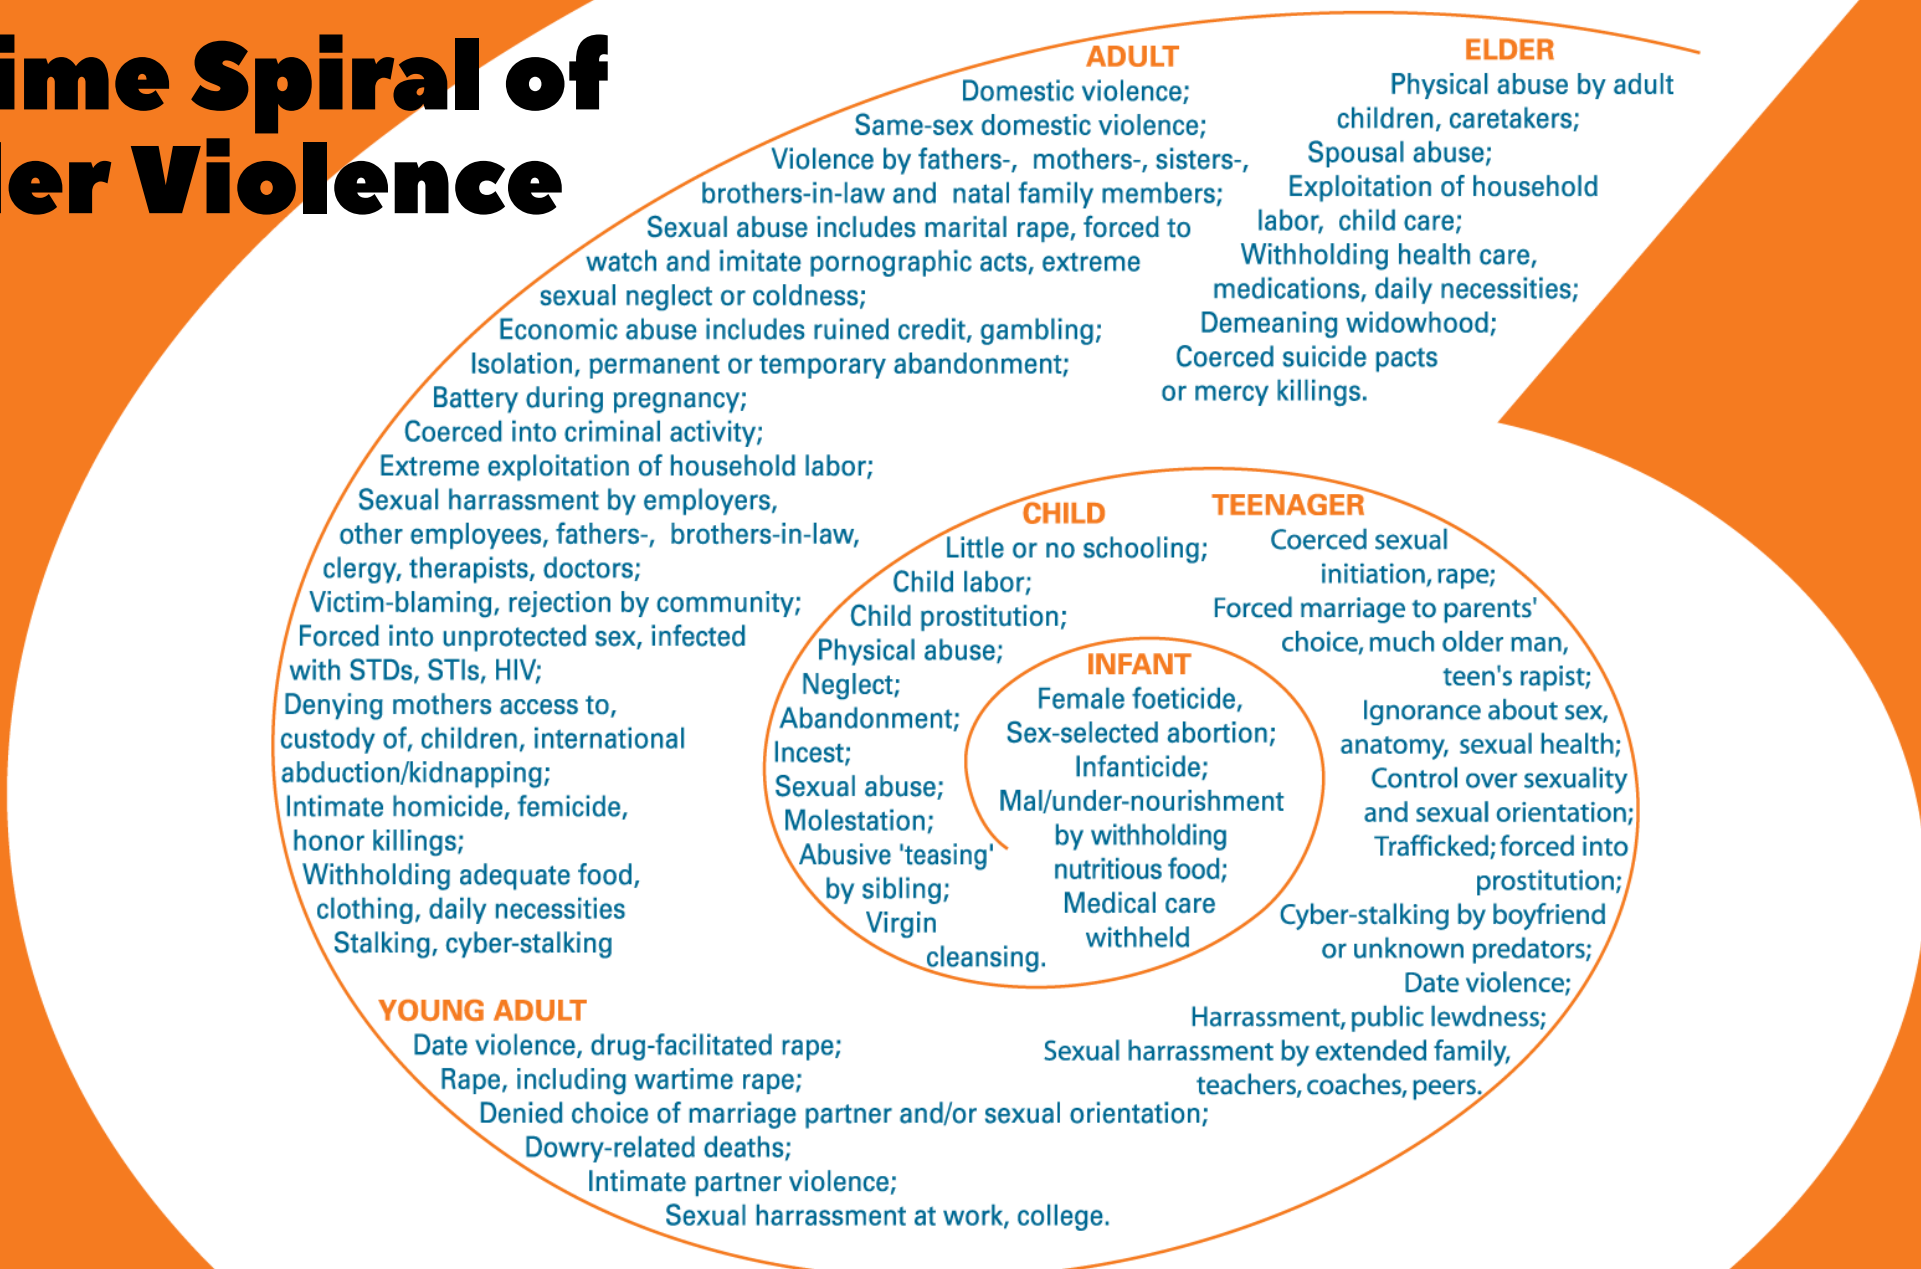 ime Spiral of
er Violence
ADULT
Domestic violence;
Same-sex domestic violence;
Violence by fathers-, mothers-, sisters-,
brothers-in-law and natal family members;
Sexual abuse includes marital rape, forced to
watch and imitate pornographic acts, extreme
sexual neglect or coldness;
Economic abuse includes ruined credit, gambling;
Isolation, permanent or temporary abandonment;
Battery during pregnancy;
Coerced into criminal activity;
Extreme exploitation of household labor;
Sexual harrassment by employers,
other employees, fathers-, brothers-in-law,
clergy, therapists, doctors;
Victim-blaming, rejection by community;
Forced into unprotected sex, infected
with STDs, STIs, HIV;
Denying mothers access to,
custody of, children, international
abduction/kidnapping;
Intimate homicide, femicide,
honor killings;
Withholding adequate food,
clothing, daily necessities
Stalking, cyber-stalking
ELDER
Physical abuse by adult
children, caretakers;
Spousal abuse;
Exploitation of household
labor, child care;
Withholding health care,
medications, daily necessities;
Demeaning widowhood;
Coerced suicide pacts
or mercy killings.
CHILD
Little or no schooling;
Child labor;
Child prostitution;
Physical abuse;
Neglect;
Abandonment;
Incest;
Sexual abuse;
Molestation;
Abusive 'teasing'
by sibling;
Virgin
cleansing.
INFANT
Female foeticide,
Sex-selected abortion;
Infanticide;
Mal/under-nourishment
by withholding
nutritious food;
Medical care
withheld
TEENAGER
Coerced sexual
initiation, rape;
Forced marriage to parents'
choice, much older man,
teen's rapist;
Ignorance about sex,
anatomy, sexual health;
Control over sexuality
and sexual orientation;
Trafficked; forced into
prostitution;
Cyber-stalking by boyfriend
or unknown predators;
Date violence;
Harrassment, public lewdness;
Sexual harrassment by extended family,
teachers, coaches, peers.
YOUNG ADULT
Date violence, drug-facilitated rape;
Rape, including wartime rape;
Denied choice of marriage partner and/or sexual orientation;
Dowry-related deaths;
Intimate partner violence;
Sexual harrassment at work, college.